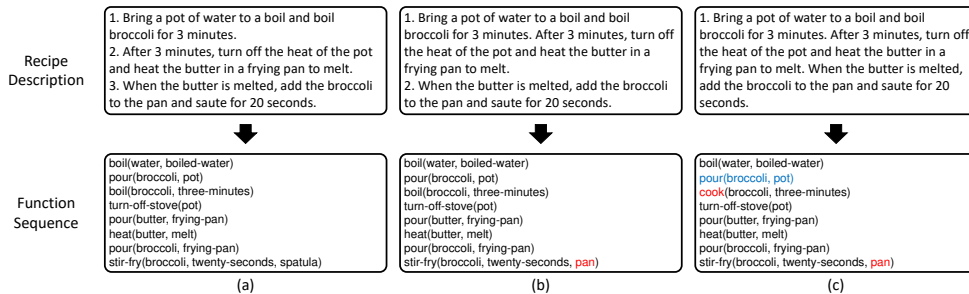 Recipe
Description
1. Bring a pot of water to a boil and boil
broccoli for 3 minutes.
2. After 3 minutes, turn off the heat of the pot
and heat the butter in a frying pan to melt.
3. When the butter is melted, add the broccoli
to the pan and saute for 20 seconds.
1. Bring a pot of water to a boil and boil
broccoli for 3 minutes. After 3 minutes, turn off
the heat of the pot and heat the butter in a
frying pan to melt.
2. When the butter is melted, add the broccoli
to the pan and saute for 20 seconds.
1. Bring a pot of water to a boil and boil
broccoli for 3 minutes. After 3 minutes, turn off
the heat of the pot and heat the butter in a
frying pan to melt. When the butter is melted,
add the broccoli to the pan and saute for 20
seconds.
Function
Sequence
boil(water, boiled-water)
pour(broccoli, pot)
boil(broccoli, three-minutes)
turn-off-stove(pot)
pour(butter, frying-pan)
heat(butter, melt)
pour(broccoli, frying-pan)
stir-fry(broccoli, twenty-seconds, spatula)
boil(water, boiled-water)
pour(broccoli, pot)
boil(broccoli, three-minutes)
turn-off-stove(pot)
pour(butter, frying-pan)
heat(butter, melt)
pour(broccoli, frying-pan)
stir-fry(broccoli, twenty-seconds, pan)
boil(water, boiled-water)
pour(broccoli, pot)
cook(broccoli, three-minutes)
turn-off-stove(pot)
pour(butter, frying-pan)
heat(butter, melt)
pour(broccoli, frying-pan)
stir-fry(broccoli, twenty-seconds, pan)
(a)
(b)
(c)